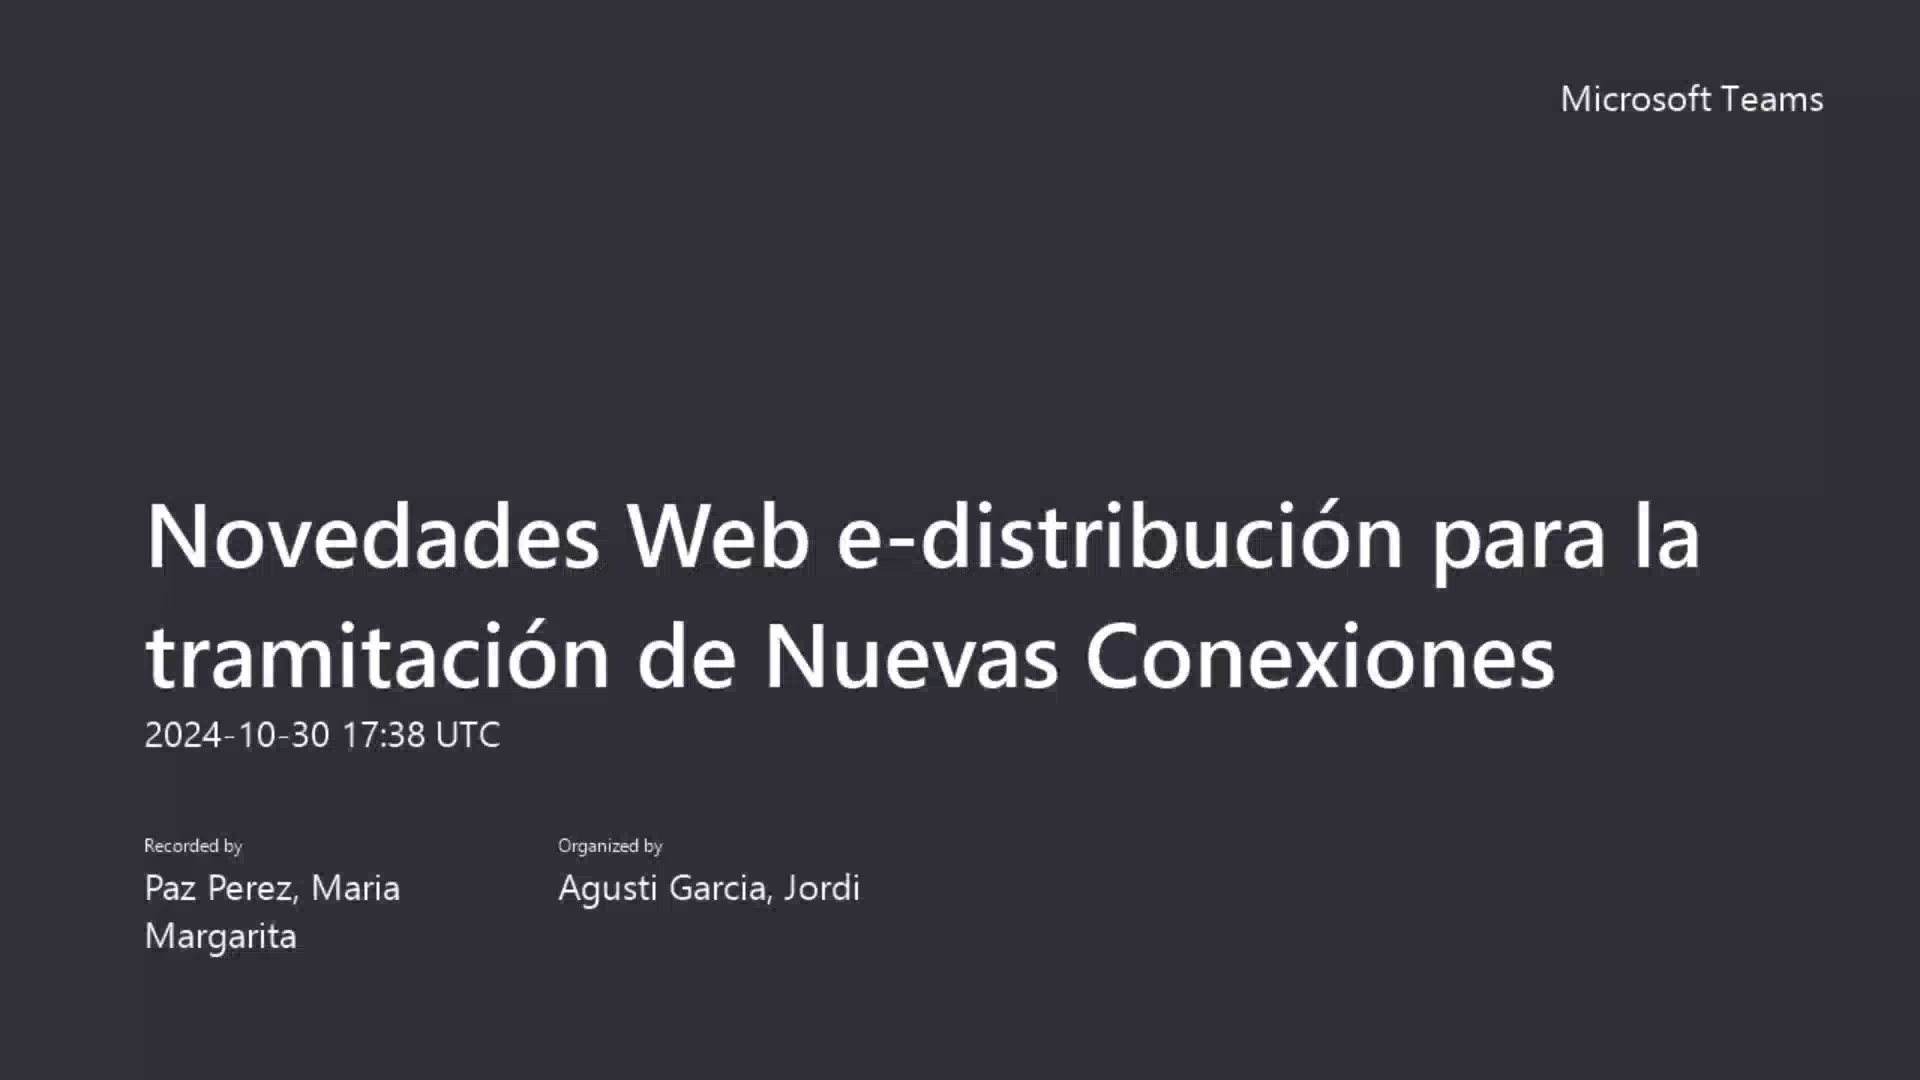 Microsoft Teams
Novedades Web e-distribución para la
tramitación de Nuevas Conexiones
2024-10-30 17:38 UTC
Recorded by
Paz Perez, Maria
Margarita
Organized by
Agusti Garcia, Jordi